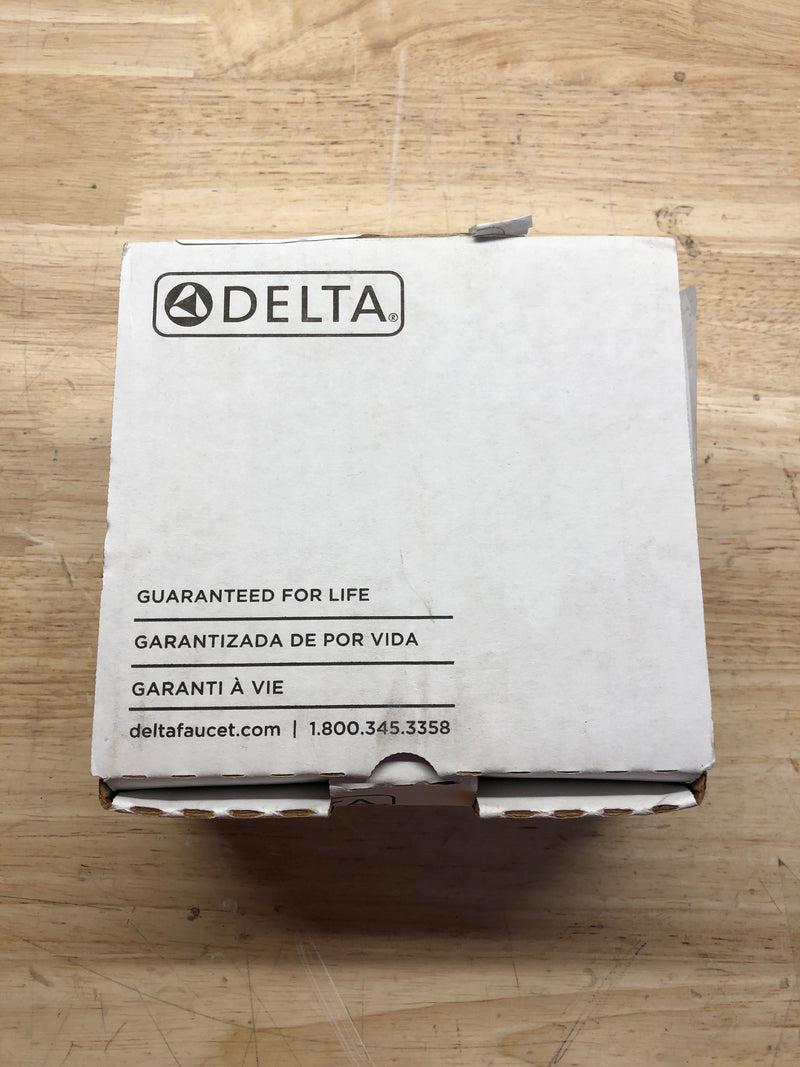 DELTA®
GUARANTEED FOR LIFE
GARANTIZADA DE POR VIDA
GARANTI À VIE
deltafaucet.com | 1.800.345.3358